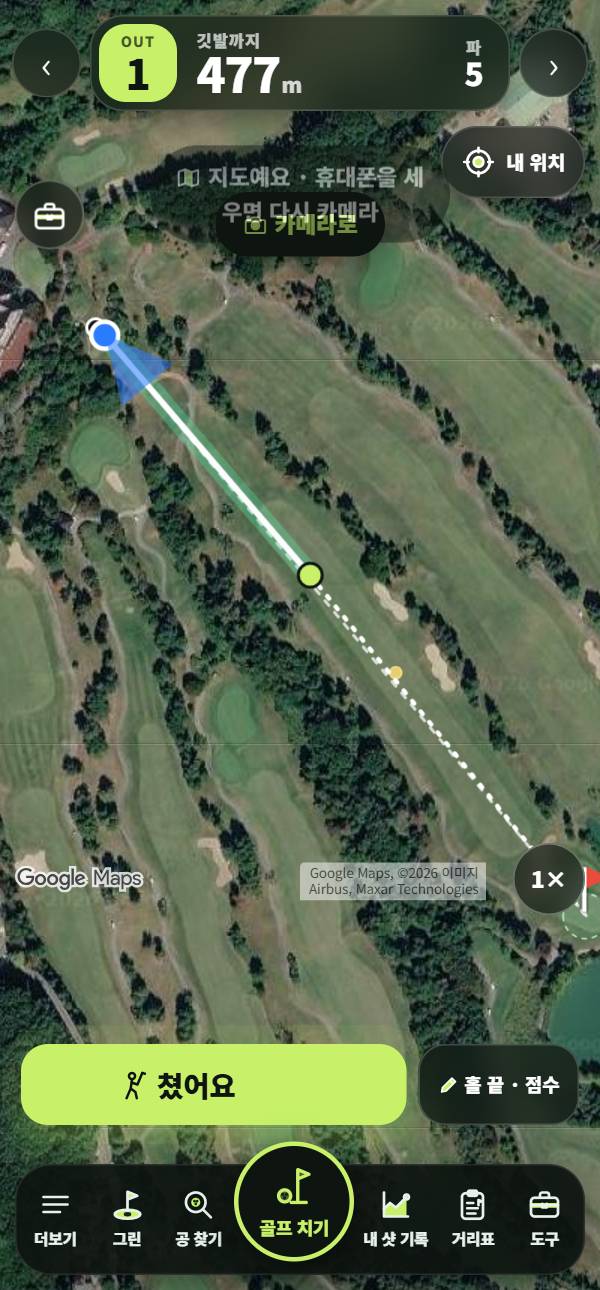 OUT
1
깃발까지
477m
파
5
내 위치
지도예요 · 휴대폰을 세
우면 다시 카메라
카메라로
Google Maps
Google Maps, ©2026 이미지
Airbus, Maxar Technologies
1×
쳤어요
홀 끝 · 점수
더보기
그린
공 찾기
골프 치기
내 샷 기록
거리표
도구